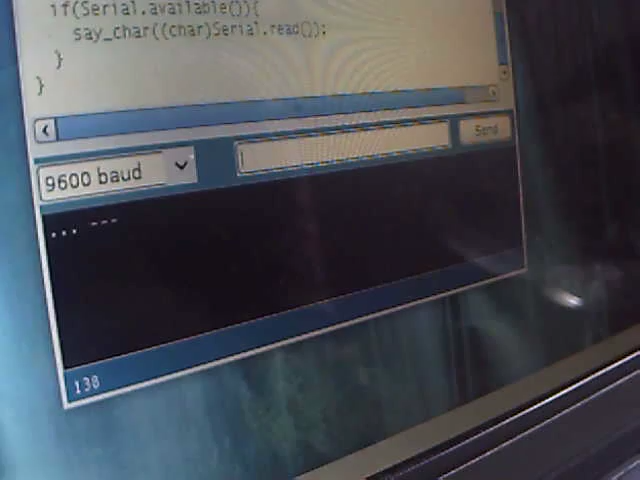 if(Serial.available()){
say_char((char)Serial.read());
}
}
9600 baud
Send
... ---
138